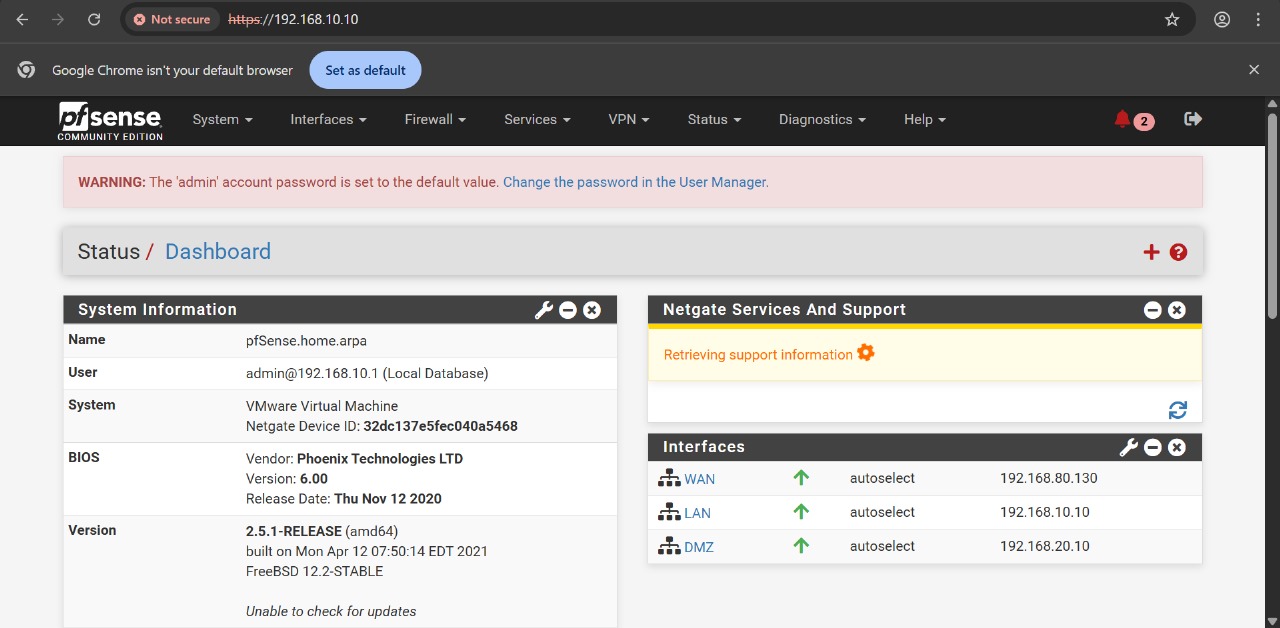 Not secure https://192.168.10.10
Google Chrome isn't your default browser Set as default
pfsense
COMMUNITY EDITION
System Interfaces Firewall Services VPN Status Diagnostics Help 2
WARNING: The 'admin' account password is set to the default value. Change the password in the User Manager.
Status / Dashboard
System Information
Name pfSense.home.arpa
User admin@192.168.10.1 (Local Database)
System VMware Virtual Machine
Netgate Device ID: 32dc137e5fec040a5468
BIOS Vendor: Phoenix Technologies LTD
Version: 6.00
Release Date: Thu Nov 12 2020
Version 2.5.1-RELEASE (amd64)
built on Mon Apr 12 07:50:14 EDT 2021
FreeBSD 12.2-STABLE
Unable to check for updates
Netgate Services And Support
Retrieving support information
Interfaces
WAN autoselect 192.168.80.130
LAN autoselect 192.168.10.10
DMZ autoselect 192.168.20.10